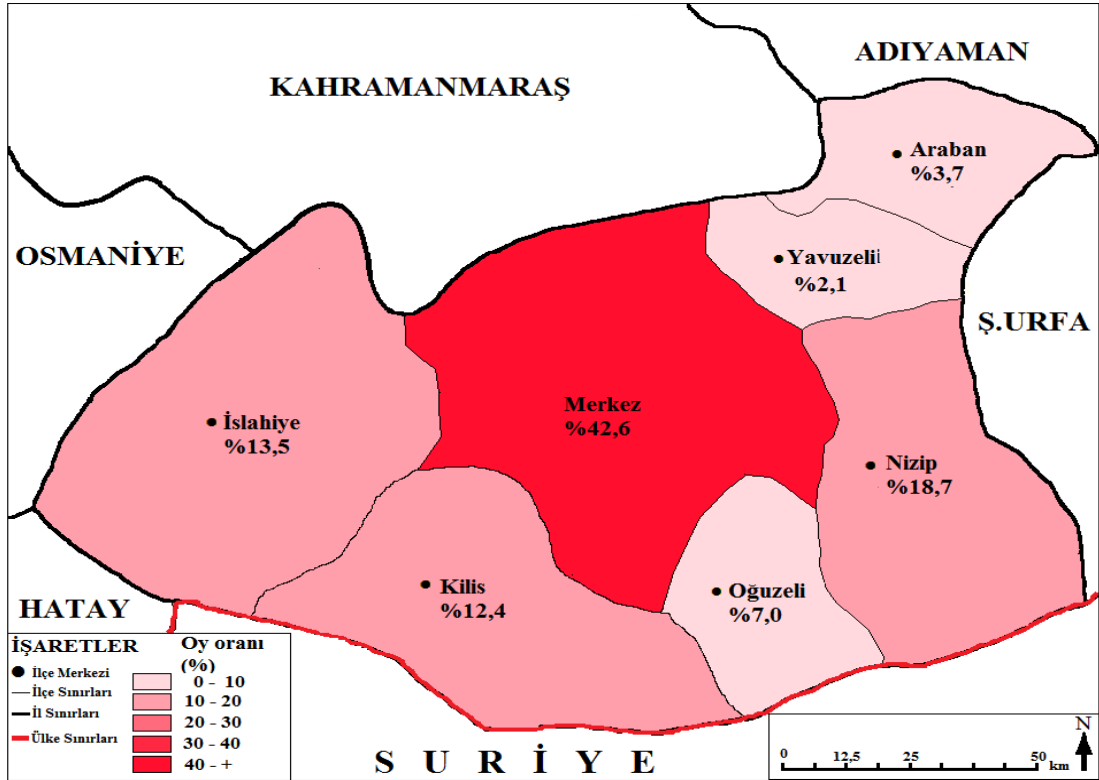 ADIYAMAN
KAHRAMANMARAŞ
Araban
%3,7
OSMANİYE
Yavuzeli
%2,1
Ş.URFA
Merkez
%42,6
İslahiye
%13,5
Nizip
%18,7
Kilis
%12,4
Oğuzeli
%7,0
HATAY
İŞARETLER
Oy oranı
(%)
İlçe Merkezi
İlçe Sınırları
İl Sınırları
Ülke Sınırları
0 - 10
10 - 20
20 - 30
30 - 40
40 - +
SURİYE
N
0 12,5 25 50
km